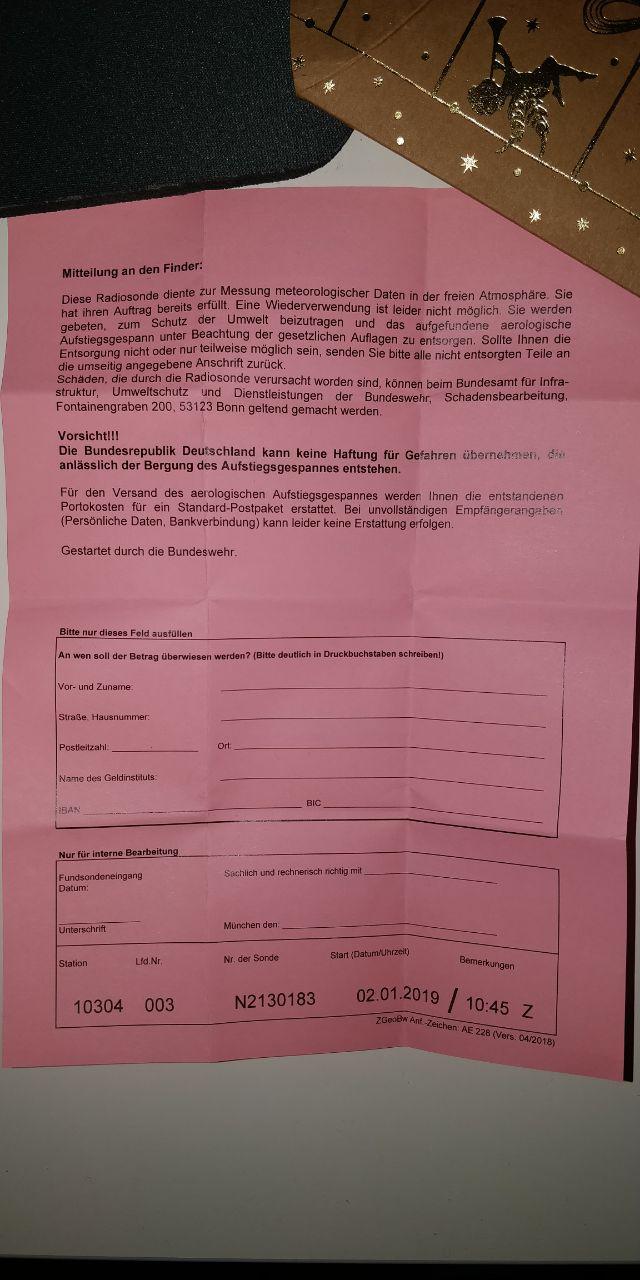 Mitteilung an den Finder:
Diese Radiosonde diente zur Messung meteorologischer Daten in der freien Atmosphäre. Sie
hat ihren Auftrag bereits erfüllt. Eine Wiederverwendung ist leider nicht möglich. Sie werden
gebeten, zum Schutz der Umwelt beizutragen und das aufgefundene aerologische
Aufstiegsgespann unter Beachtung der gesetzlichen Auflagen zu entsorgen. Sollte Ihnen die
Entsorgung nicht oder nur teilweise möglich sein, senden Sie bitte alle nicht entsorgten Teile an
die umseitig angegebene Anschrift zurück.
Schäden, die durch die Radiosonde verursacht worden sind, können beim Bundesamt für Infra-
struktur, Umweltschutz und Dienstleistungen der Bundeswehr, Schadensbearbeitung,
Fontainengraben 200, 53123 Bonn geltend gemacht werden.
Vorsicht!!!
Die Bundesrepublik Deutschland kann keine Haftung für Gefahren übernehmen, die
anlässlich der Bergung des Aufstiegsgespannes entstehen.
Für den Versand des aerologischen Aufstiegsgespannes werden Ihnen die entstandenen
Portokosten für ein Standard-Postpaket erstattet. Bei unvollständigen Empfängerangaben
(Persönliche Daten, Bankverbindung) kann leider keine Erstattung erfolgen.
Gestartet durch die Bundeswehr.
Bitte nur dieses Feld ausfüllen
An wen soll der Betrag überwiesen werden? (Bitte deutlich in Druckbuchstaben schreiben!)
Vor- und Zuname:
Straße, Hausnummer:
Postleitzahl: Ort:
Name des Geldinstituts:
IBAN BIC
Nur für interne Bearbeitung
Fundsondeneingang Sachlich und rechnerisch richtig mit
Datum:
Unterschrift München den:
Station Lfd.Nr. Nr. der Sonde Start (Datum/Uhrzeit) Bemerkungen
10304 003 N2130183 02.01.2019 / 10:45 Z
ZGeoBw Anf.-Zeichen: AE 228 (Vers. 04/2018)